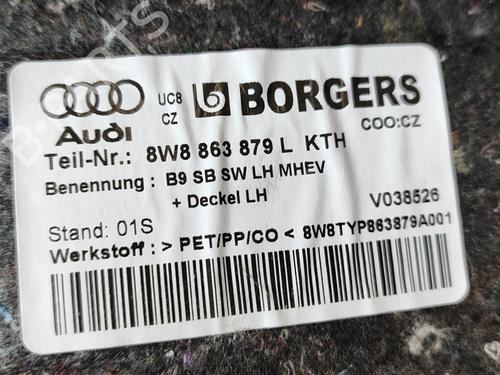 UC8
CZ
BORGERS
Audi
COO:CZ
Teil-Nr.: 8W8 863 879 L KTH
Benennung : B9 SB SW LH MHEV
+ Deckel LH
V038526
Stand: 01S
Werkstoff : > PET/PP/CO < 8W8TYP863879A001